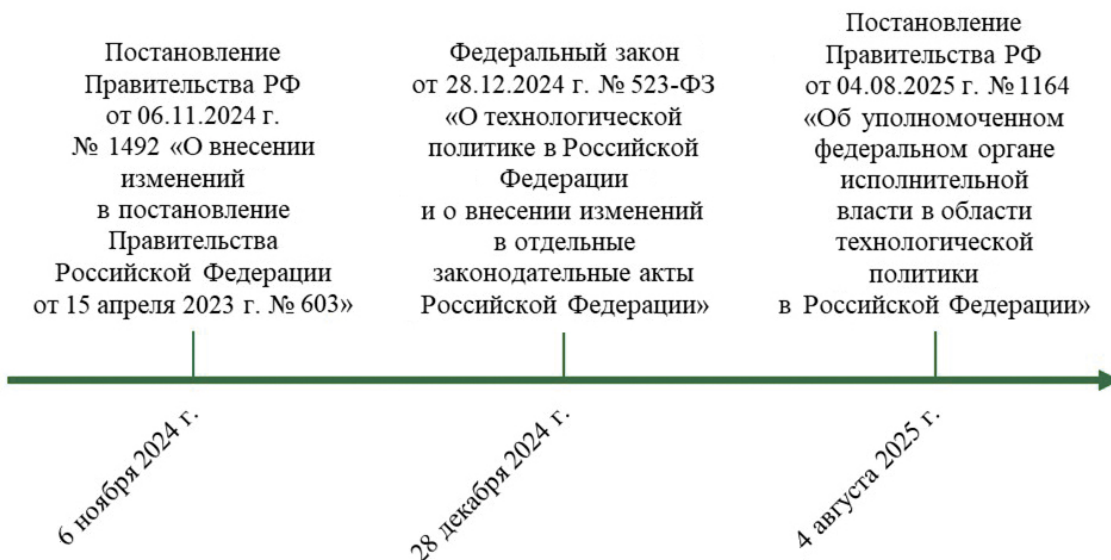 Постановление
Правительства РФ
от 06.11.2024 г.
№ 1492 «О внесении
изменений
в постановление
Правительства
Российской Федерации
от 15 апреля 2023 г. № 603»
Федеральный закон
от 28.12.2024 г. № 523-ФЗ
«О технологической
политике в Российской
Федерации
и о внесении изменений
в отдельные
законодательные акты
Российской Федерации»
Постановление
Правительства РФ
от 04.08.2025 г. № 1164
«Об уполномоченном
федеральном органе
исполнительной
власти в области
технологической
политики
в Российской Федерации»
6 ноября 2024 г.
28 декабря 2024 г.
4 августа 2025 г.